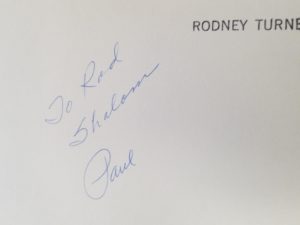 RODNEY TURNE
To Rod
Shalom
Paul